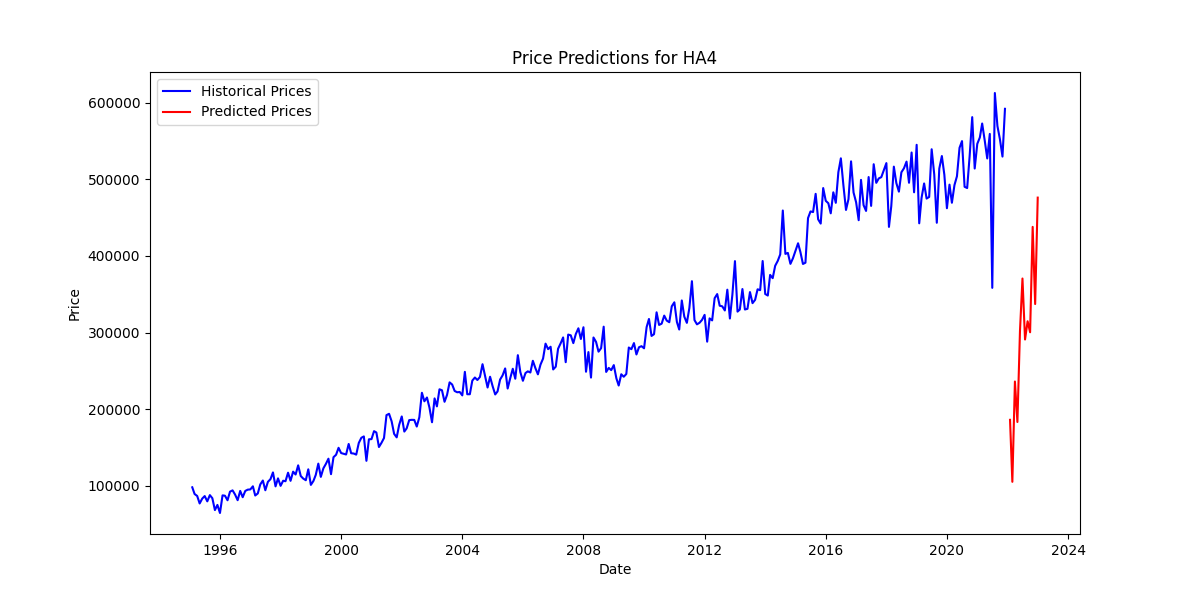 Price Predictions for HA4
Historical Prices
Predicted Prices
600000
500000
400000
300000
200000
100000
Price
1996 2000 2004 2008 2012 2016 2020 2024
Date